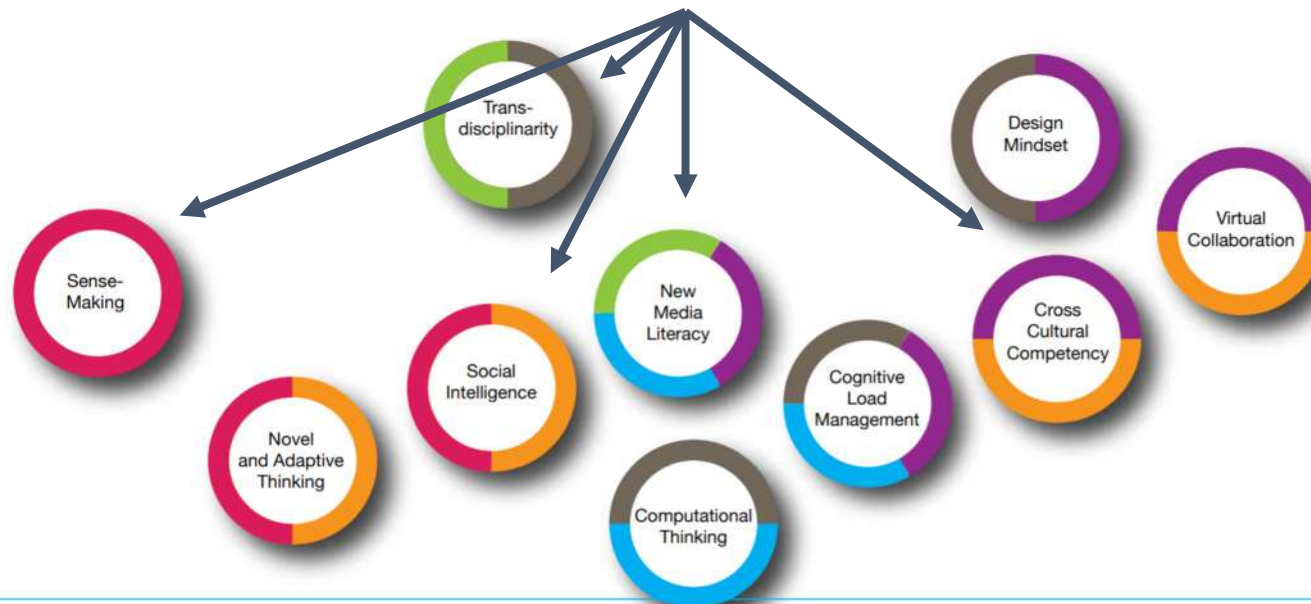 Trans-
disciplinarity
Design
Mindset
Virtual
Collaboration
Sense-
Making
New
Media
Literacy
Cross
Cultural
Competency
Social
Intelligence
Cognitive
Load
Management
Novel
and Adaptive
Thinking
Computational
Thinking